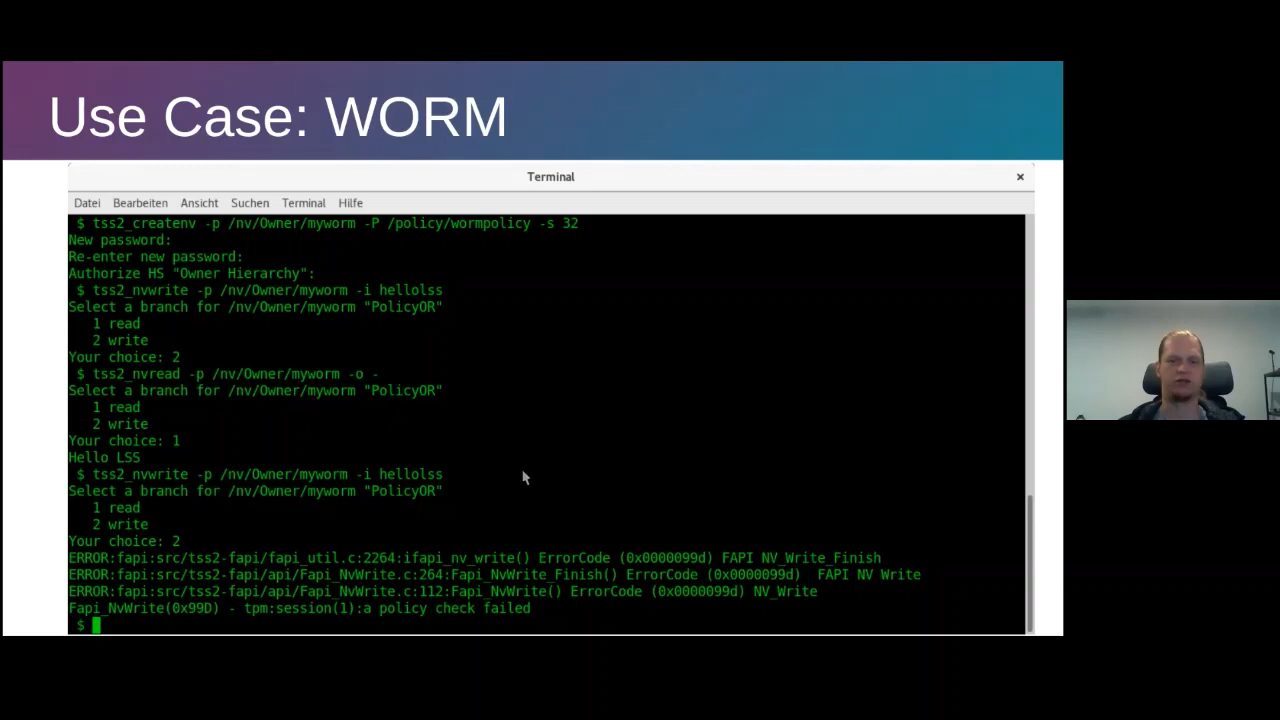 Use Case: WORM
Terminal ×
Datei Bearbeiten Ansicht Suchen Terminal Hilfe
$ tss2_createnv -p /nv/Owner/myworm -P /policy/wormpolicy -s 32
New password:
Re-enter new password:
Authorize HS "Owner Hierarchy":
$ tss2_nvwrite -p /nv/Owner/myworm -i hellolss
Select a branch for /nv/Owner/myworm "PolicyOR"
1 read
2 write
Your choice: 2
$ tss2_nvread -p /nv/Owner/myworm -o -
Select a branch for /nv/Owner/myworm "PolicyOR"
1 read
2 write
Your choice: 1
Hello LSS
$ tss2_nvwrite -p /nv/Owner/myworm -i hellolss
Select a branch for /nv/Owner/myworm "PolicyOR"
1 read
2 write
Your choice: 2
ERROR:fapi:src/tss2-fapi/fapi_util.c:2264:ifapi_nv_write() ErrorCode (0x0000099d) FAPI NV_Write_Finish
ERROR:fapi:src/tss2-fapi/api/Fapi_NvWrite.c:264:Fapi_NvWrite_Finish() ErrorCode (0x0000099d) FAPI NV Write
ERROR:fapi:src/tss2-fapi/api/Fapi_NvWrite.c:112:Fapi_NvWrite() ErrorCode (0x0000099d) NV_Write
Fapi_NvWrite(0x99D) - tpm:session(1):a policy check failed
$